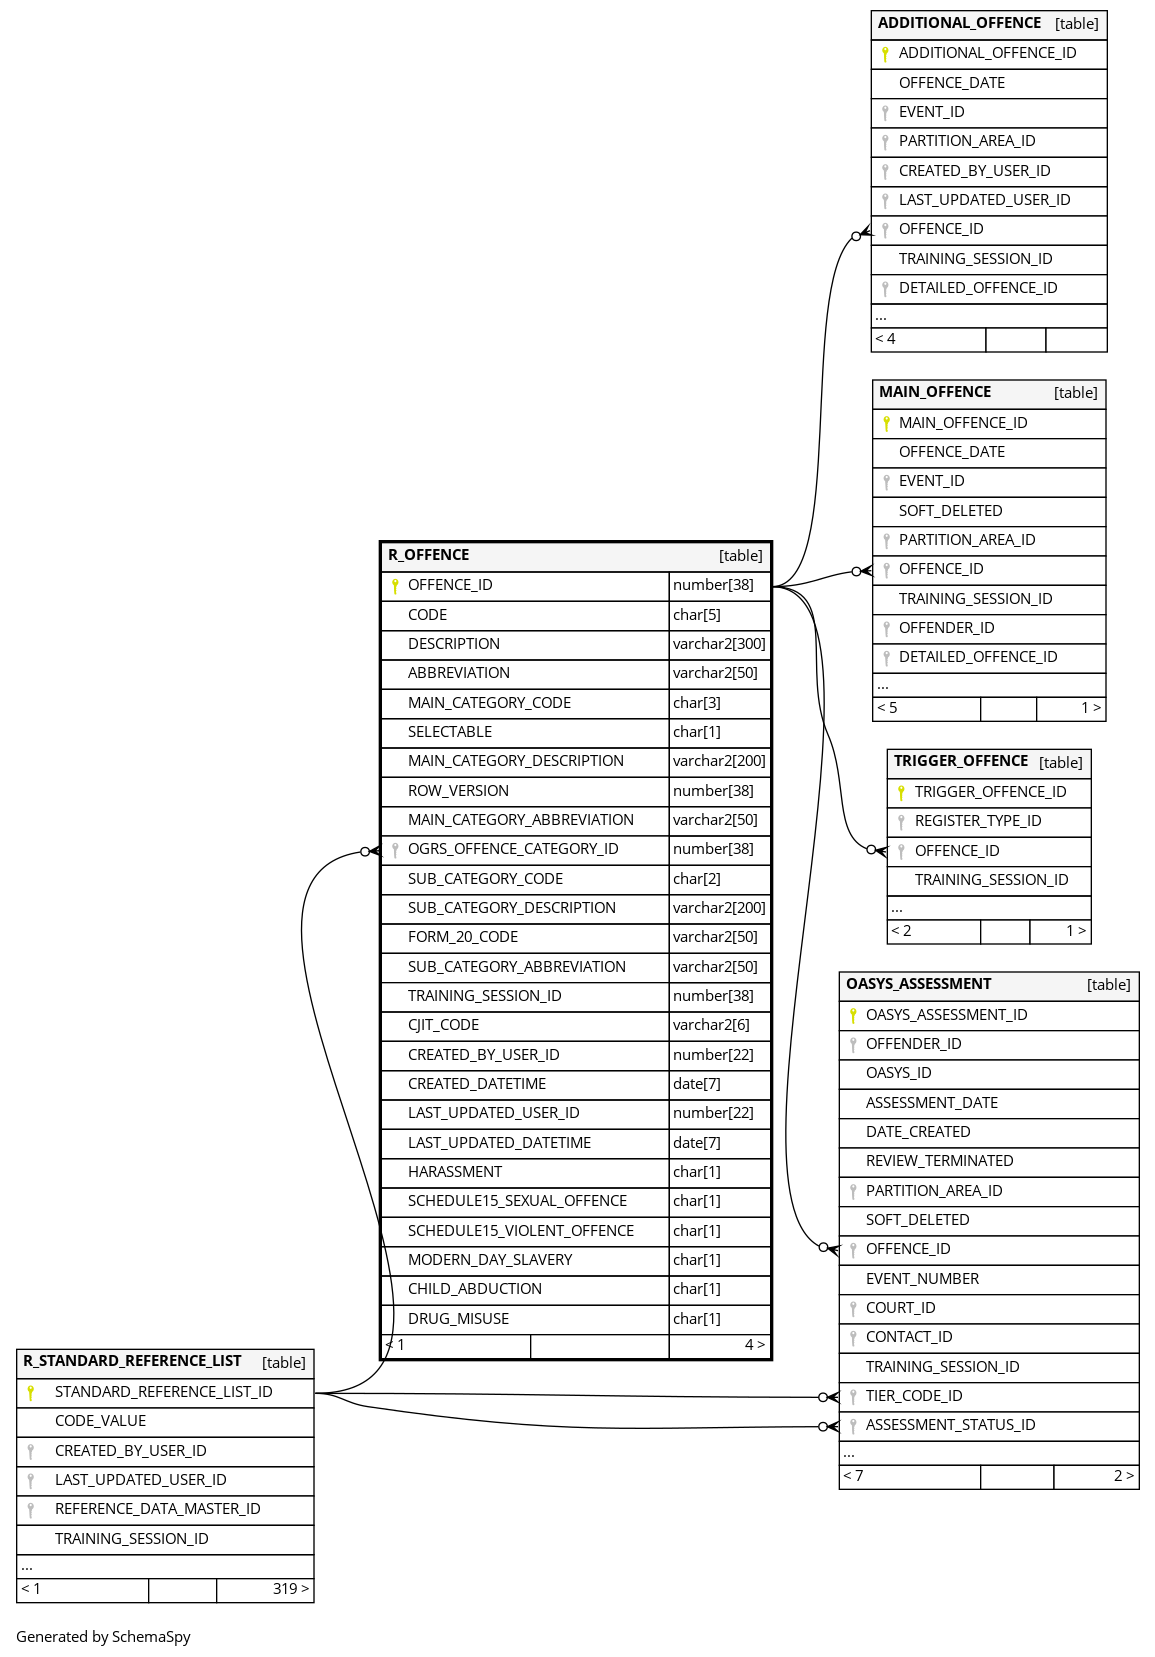 ADDITIONAL_OFFENCE [table]
ADDITIONAL_OFFENCE_ID
OFFENCE_DATE
EVENT_ID
PARTITION_AREA_ID
CREATED_BY_USER_ID
LAST_UPDATED_USER_ID
OFFENCE_ID
TRAINING_SESSION_ID
DETAILED_OFFENCE_ID
...
< 4
MAIN_OFFENCE [table]
MAIN_OFFENCE_ID
OFFENCE_DATE
EVENT_ID
SOFT_DELETED
PARTITION_AREA_ID
OFFENCE_ID
TRAINING_SESSION_ID
OFFENDER_ID
DETAILED_OFFENCE_ID
...
< 5 1 >
R_OFFENCE [table]
OFFENCE_ID number[38]
CODE char[5]
DESCRIPTION varchar2[300]
ABBREVIATION varchar2[50]
MAIN_CATEGORY_CODE char[3]
SELECTABLE char[1]
MAIN_CATEGORY_DESCRIPTION varchar2[200]
ROW_VERSION number[38]
MAIN_CATEGORY_ABBREVIATION varchar2[50]
OGRS_OFFENCE_CATEGORY_ID number[38]
SUB_CATEGORY_CODE char[2]
SUB_CATEGORY_DESCRIPTION varchar2[200]
FORM_20_CODE varchar2[50]
SUB_CATEGORY_ABBREVIATION varchar2[50]
TRAINING_SESSION_ID number[38]
CJIT_CODE varchar2[6]
CREATED_BY_USER_ID number[22]
CREATED_DATETIME date[7]
LAST_UPDATED_USER_ID number[22]
LAST_UPDATED_DATETIME date[7]
HARASSMENT char[1]
SCHEDULE15_SEXUAL_OFFENCE char[1]
SCHEDULE15_VIOLENT_OFFENCE char[1]
MODERN_DAY_SLAVERY char[1]
CHILD_ABDUCTION char[1]
DRUG_MISUSE char[1]
< 1 4 >
TRIGGER_OFFENCE [table]
TRIGGER_OFFENCE_ID
REGISTER_TYPE_ID
OFFENCE_ID
TRAINING_SESSION_ID
...
< 2 1 >
OASYS_ASSESSMENT [table]
OASYS_ASSESSMENT_ID
OFFENDER_ID
OASYS_ID
ASSESSMENT_DATE
DATE_CREATED
REVIEW_TERMINATED
PARTITION_AREA_ID
SOFT_DELETED
OFFENCE_ID
EVENT_NUMBER
COURT_ID
CONTACT_ID
TRAINING_SESSION_ID
TIER_CODE_ID
ASSESSMENT_STATUS_ID
...
< 7 2 >
R_STANDARD_REFERENCE_LIST [table]
STANDARD_REFERENCE_LIST_ID
CODE_VALUE
CREATED_BY_USER_ID
LAST_UPDATED_USER_ID
REFERENCE_DATA_MASTER_ID
TRAINING_SESSION_ID
...
< 1 319 >
Generated by SchemaSpy